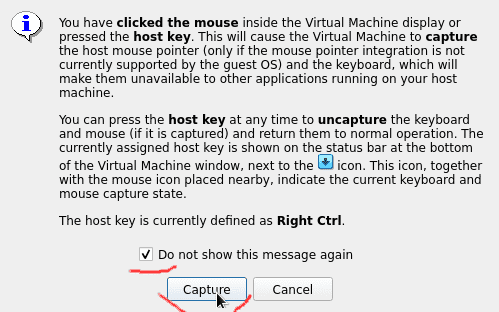 You have clicked the mouse inside the Virtual Machine display or
pressed the host key. This will cause the Virtual Machine to capture
the host mouse pointer (only if the mouse pointer integration is not
currently supported by the guest OS) and the keyboard, which will
make them unavailable to other applications running on your host
machine.
You can press the host key at any time to uncapture the keyboard
and mouse (if it is captured) and return them to normal operation. The
currently assigned host key is shown on the status bar at the bottom
of the Virtual Machine window, next to the icon. This icon, together
with the mouse icon placed nearby, indicate the current keyboard and
mouse capture state.
The host key is currently defined as Right Ctrl.
Do not show this message again
Capture Cancel